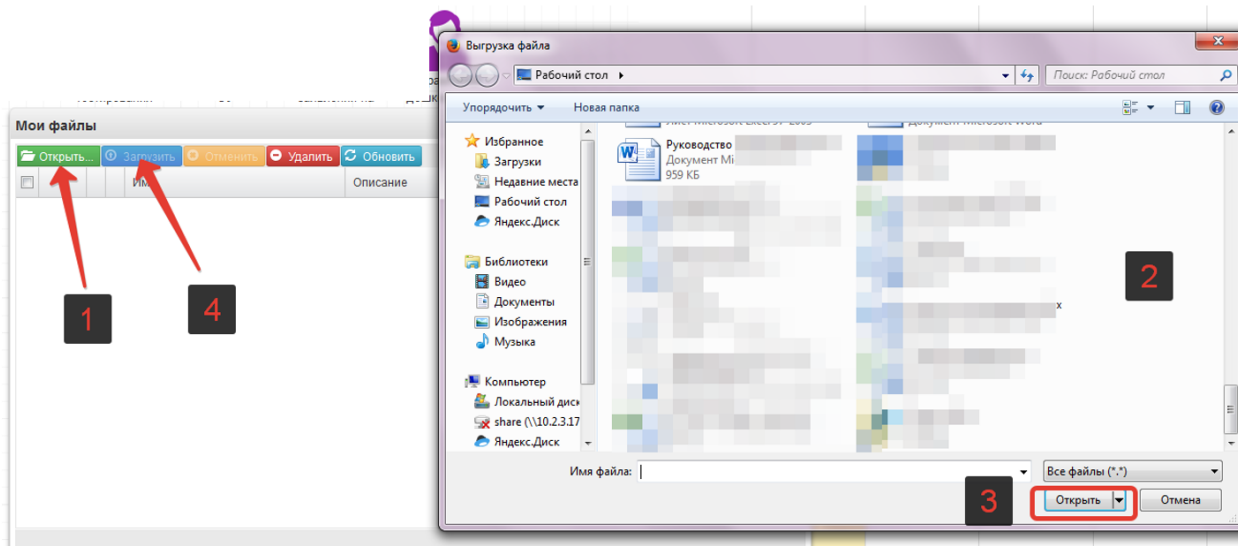 Выгрузка файла
Рабочий стол
Поиск: Рабочий стол
Упорядочить
Новая папка
Мои файлы
Открыть...
Загрузить
Отменить
Удалить
Обновить
Описание
Избранное
Загрузки
Недавние места
Рабочий стол
Яндекс.Диск
Библиотеки
Видео
Документы
Изображения
Музыка
Компьютер
Локальный диск
share (\\10.2.3.17
Яндекс.Диск
Руководство
Документ Mi
959 КБ
x
1
4
2
3
Имя файла:
Все файлы (*.*)
Открыть
Отмена